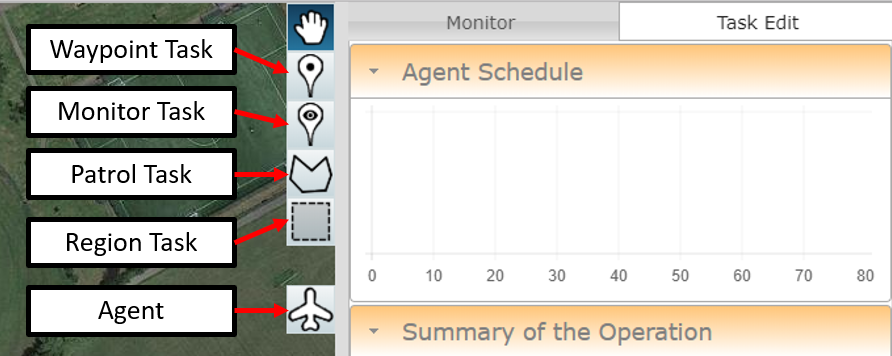 Waypoint Task
Monitor Task
Patrol Task
Region Task
Agent
Monitor
Task Edit
Agent Schedule
0 10 20 30 40 50 60 70 80
Summary of the Operation